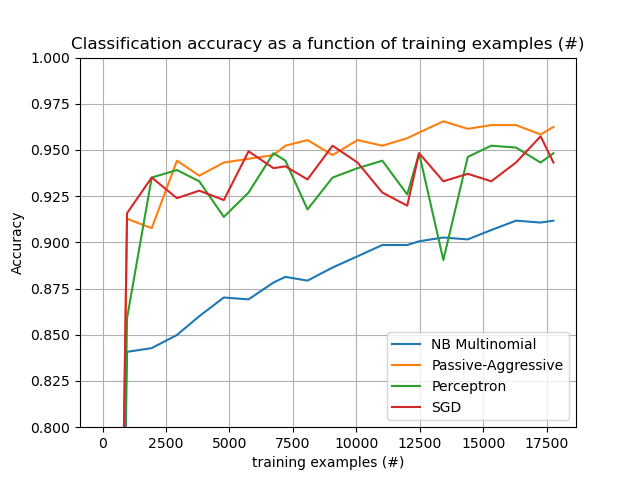 Classification accuracy as a function of training examples (#)
1.000
0.975
0.950
0.925
0.900
0.875
0.850
0.825
0.800
Accuracy
NB Multinomial
Passive-Aggressive
Perceptron
SGD
0 2500 5000 7500 10000 12500 15000 17500
training examples (#)